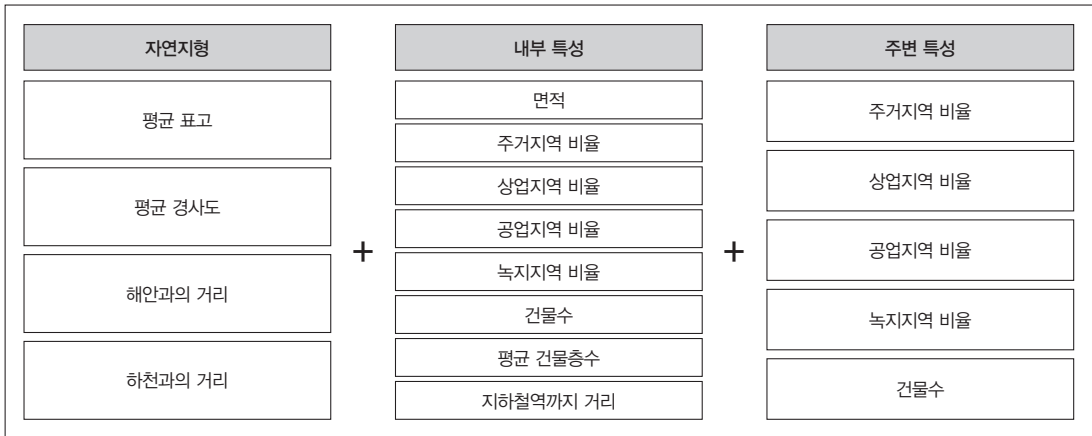 자연지형
평균 표고
평균 경사도
해안과의 거리
하천과의 거리
+
내부 특성
면적
주거지역 비율
상업지역 비율
공업지역 비율
녹지지역 비율
건물수
평균 건물층수
지하철역까지 거리
+
주변 특성
주거지역 비율
상업지역 비율
공업지역 비율
녹지지역 비율
건물수